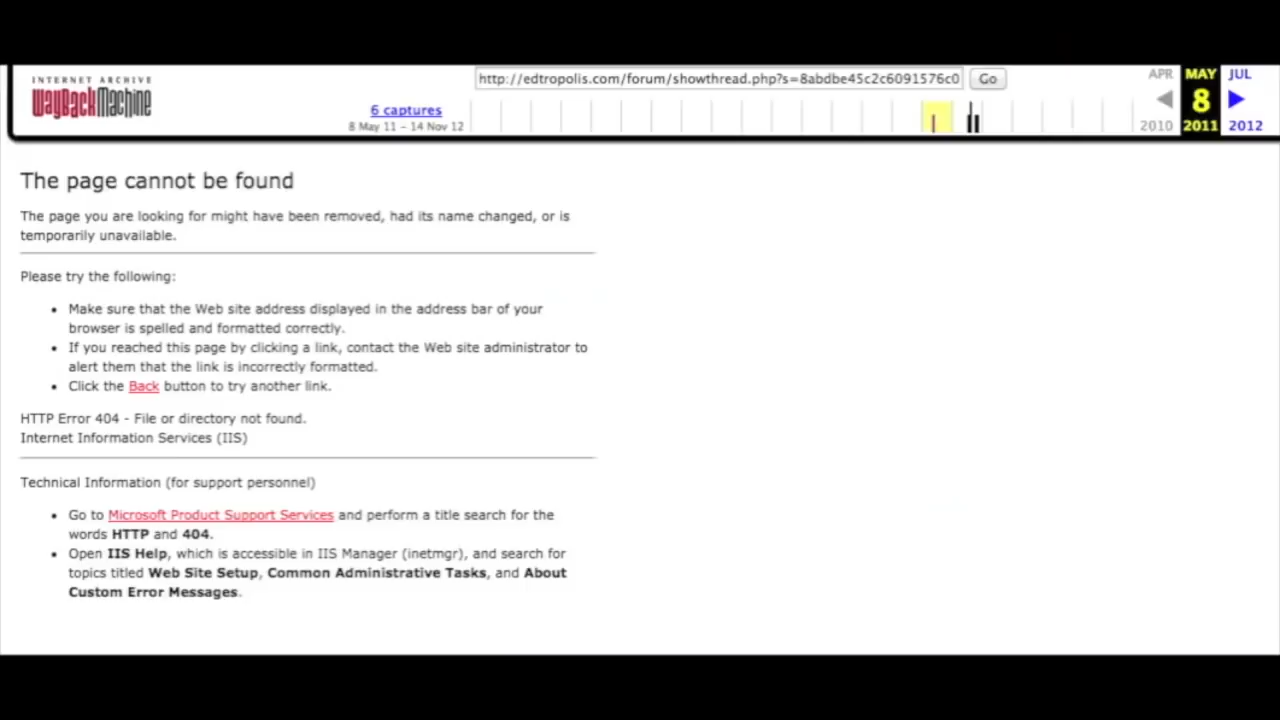 INTERNET ARCHIVE
WayBackMachine
http://edtropolis.com/forum/showthread.php?s=8abdbe45c2c6091576c0
Go
6 captures
8 May 11 – 14 Nov 12
APR MAY JUL
8
2010 2011 2012
The page cannot be found
The page you are looking for might have been removed, had its name changed, or is
temporarily unavailable.
Please try the following:
• Make sure that the Web site address displayed in the address bar of your
browser is spelled and formatted correctly.
• If you reached this page by clicking a link, contact the Web site administrator to
alert them that the link is incorrectly formatted.
• Click the Back button to try another link.
HTTP Error 404 - File or directory not found.
Internet Information Services (IIS)
Technical Information (for support personnel)
• Go to Microsoft Product Support Services and perform a title search for the
words HTTP and 404.
• Open IIS Help, which is accessible in IIS Manager (inetmgr), and search for
topics titled Web Site Setup, Common Administrative Tasks, and About
Custom Error Messages.